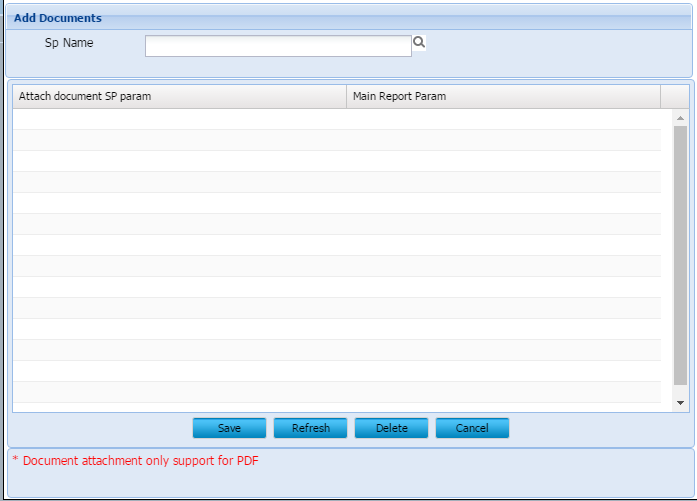 Add Documents
Sp Name
Attach document SP param Main Report Param
Save Refresh Delete Cancel
* Document attachment only support for PDF